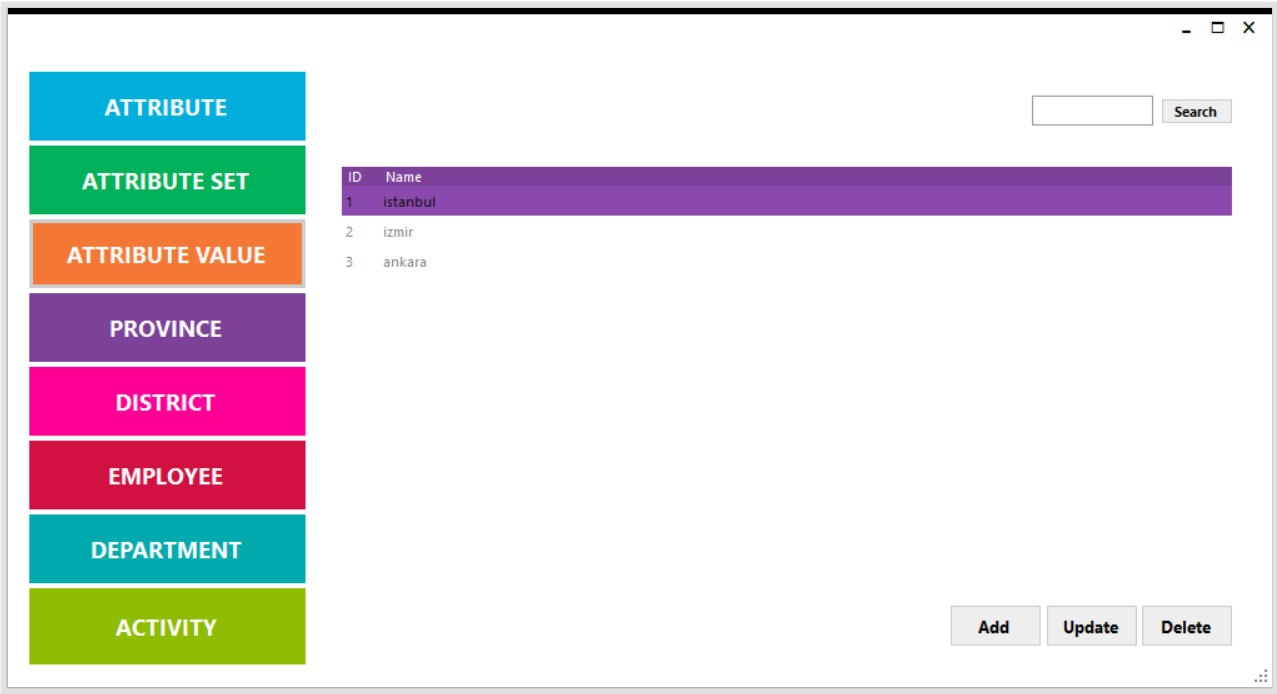 ATTRIBUTE
ATTRIBUTE SET
ATTRIBUTE VALUE
PROVINCE
DISTRICT
EMPLOYEE
DEPARTMENT
ACTIVITY
Search
ID Name
1 istanbul
2 izmir
3 ankara
Add Update Delete